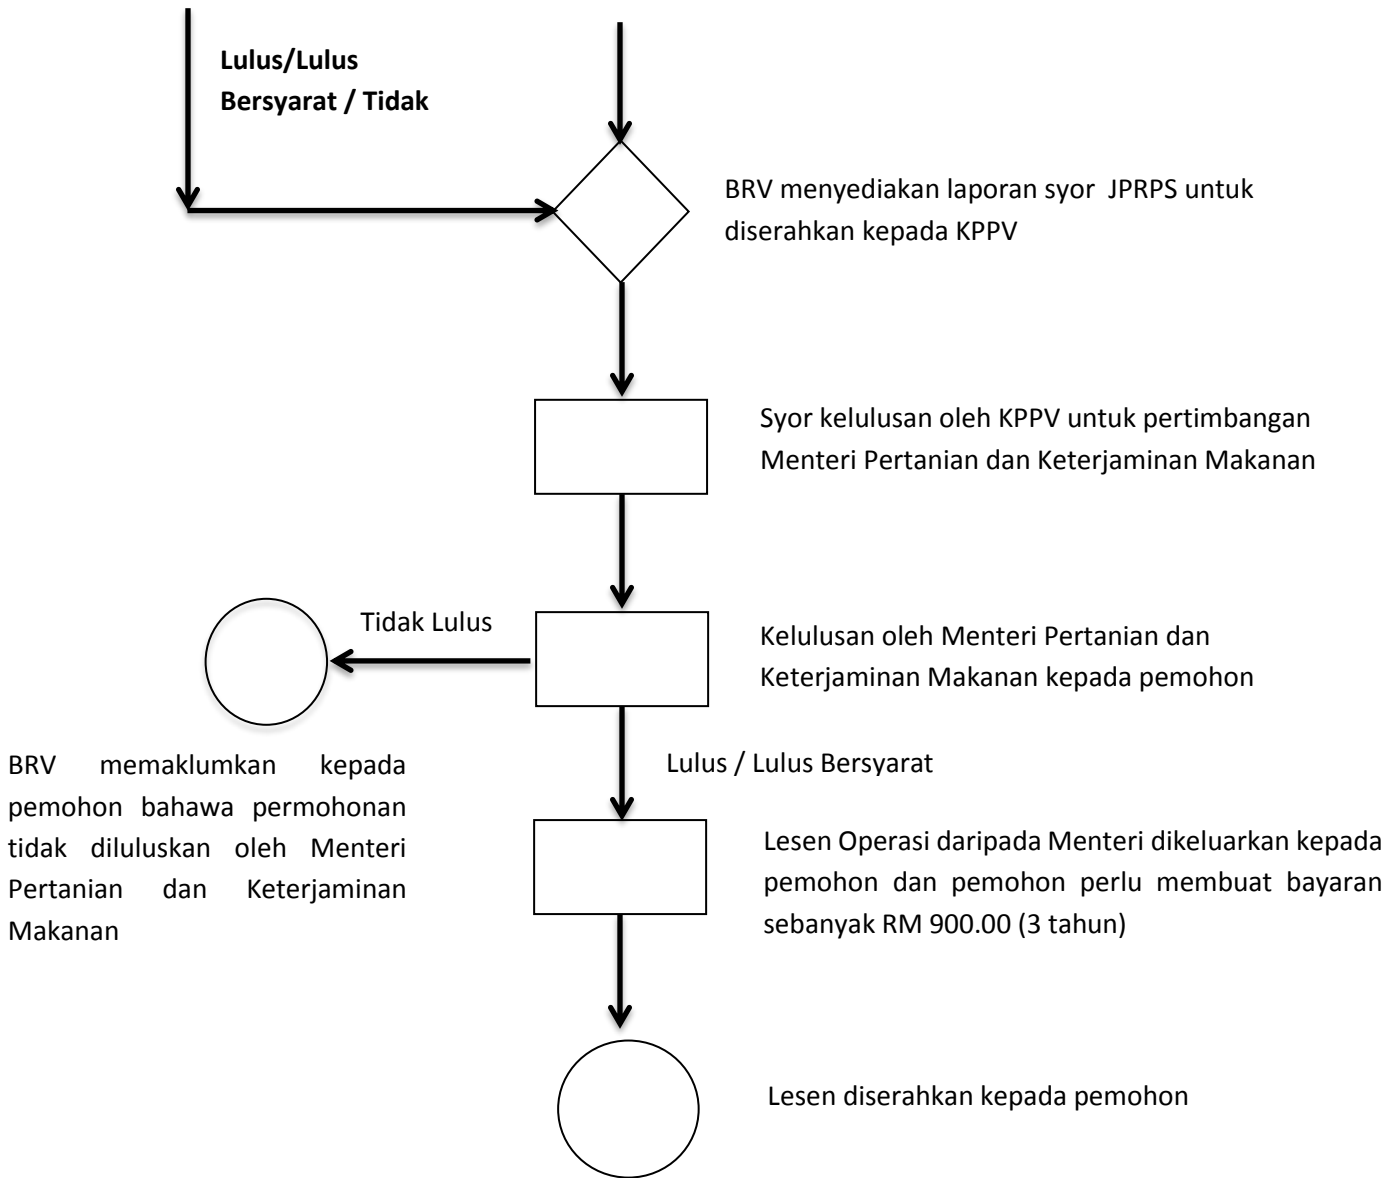 Lulus/Lulus
Bersyarat / Tidak
BRV menyediakan laporan syor JPRPS untuk
diserahkan kepada KPPV
Syor kelulusan oleh KPPV untuk pertimbangan
Menteri Pertanian dan Keterjaminan Makanan
Tidak Lulus
Kelulusan oleh Menteri Pertanian dan
Keterjaminan Makanan kepada pemohon
BRV memaklumkan kepada
pemohon bahawa permohonan
tidak diluluskan oleh Menteri
Pertanian dan Keterjaminan
Makanan
Lulus / Lulus Bersyarat
Lesen Operasi daripada Menteri dikeluarkan kepada
pemohon dan pemohon perlu membuat bayaran
sebanyak RM 900.00 (3 tahun)
Lesen diserahkan kepada pemohon